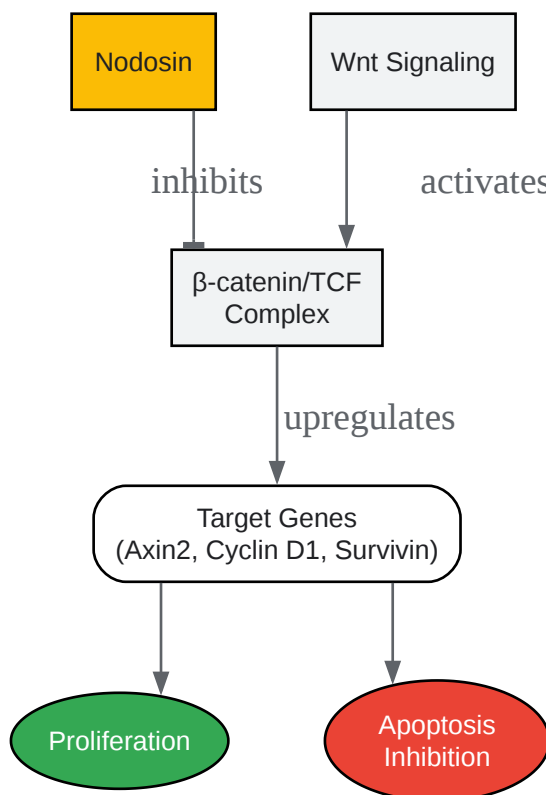 Nodosin
Wnt Signaling
inhibits
activates
β-catenin/TCF
Complex
upregulates
Target Genes
(Axin2, Cyclin D1, Survivin)
Proliferation
Apoptosis
Inhibition